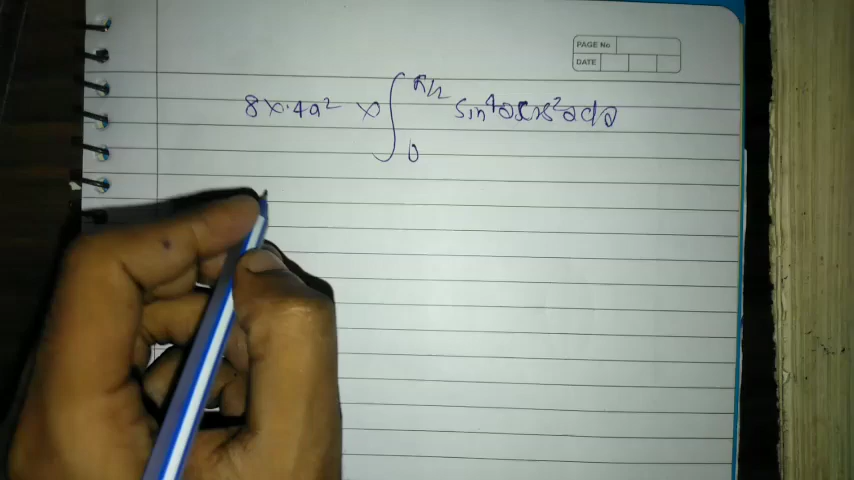 PAGE No
DATE
8 × · 4a² × ∫₀^{π/2} sin⁴θ cos²θ dθ